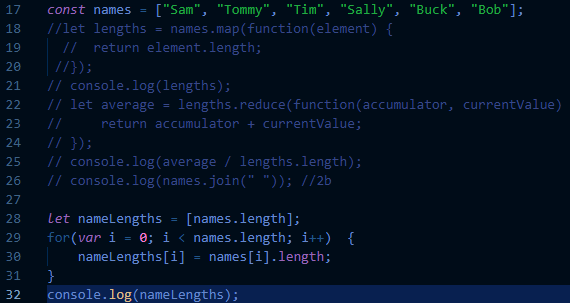 17 const names = ["Sam", "Tommy", "Tim", "Sally", "Buck", "Bob"];
18 //let lengths = names.map(function(element) {
19   //  return element.length;
20  //});
21 // console.log(lengths);
22 // let average = lengths.reduce(function(accumulator, currentValue)
23 //     return accumulator + currentValue;
24 // });
25 // console.log(average / lengths.length);
26 // console.log(names.join(" ")); //2b
27
28 let nameLengths = [names.length];
29 for(var i = 0; i < names.length; i++)  {
30     nameLengths[i] = names[i].length;
31 }
32 console.log(nameLengths);